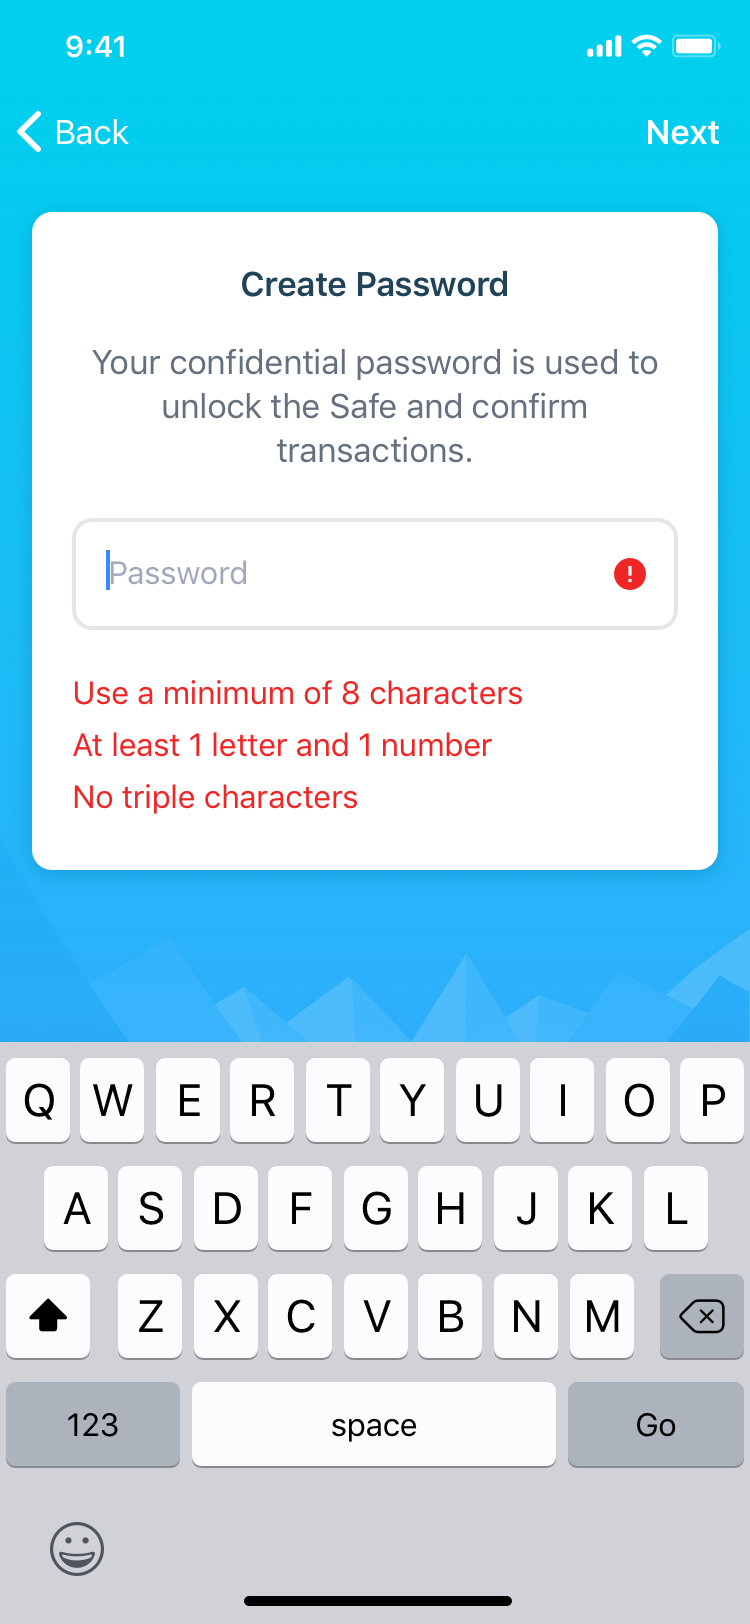 9:41
Back
Next
Create Password
Your confidential password is used to
unlock the Safe and confirm
transactions.
Password
!
Use a minimum of 8 characters
At least 1 letter and 1 number
No triple characters
Q W E R T Y U I O P
A S D F G H J K L
Z X C V B N M
123 space Go